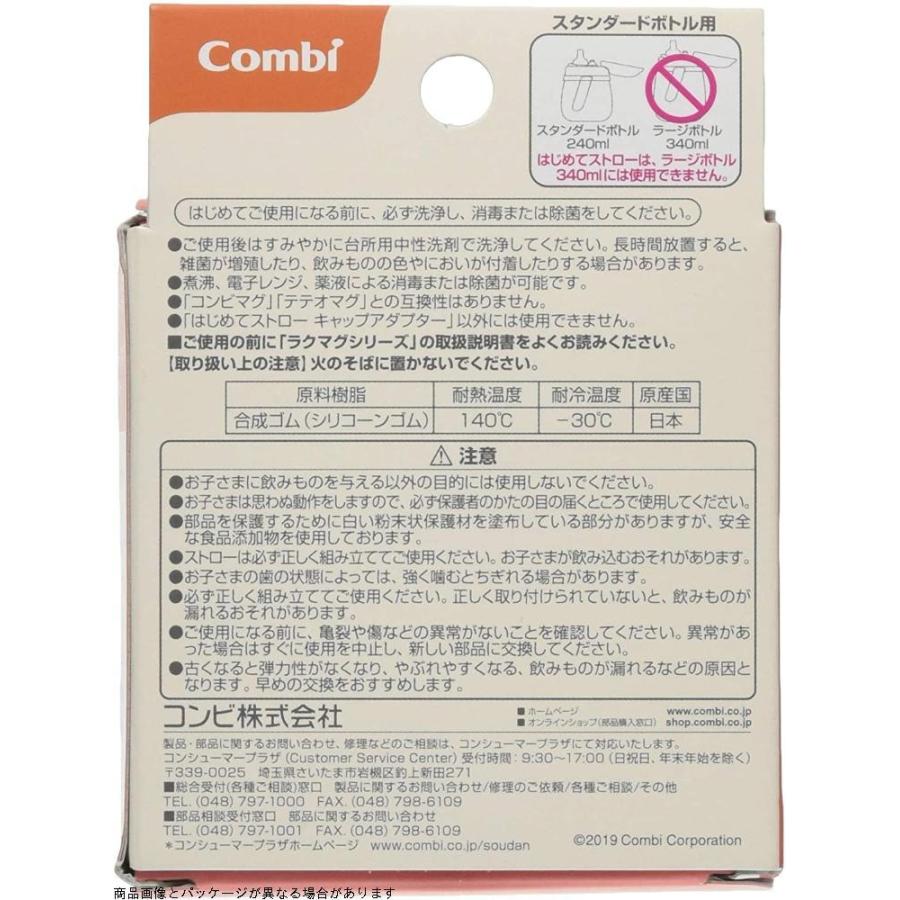 Combi
スタンダードボトル用
スタンダードボトル
240ml
ラージボトル
340ml
はじめてストローは、ラージボトル
340mlには使用できません。
はじめてご使用になる前に、必ず洗浄し、消毒または除菌をしてください。
●ご使用後はすみやかに台所用中性洗剤で洗浄してください。長時間放置すると、
雑菌が増殖したり、飲みものの色やにおいが付着したりする場合があります。
●煮沸、電子レンジ、薬液による消毒または除菌が可能です。
●「コンビマグ」「テテオマグ」との互換性はありません。
●「はじめてストロー キャップアダプター」以外には使用できません。
■ご使用の前に「ラクマグシリーズ」の取扱説明書をよくお読みください。
【取り扱い上の注意】火のそばに置かないでください。
原料樹脂 耐熱温度 耐冷温度 原産国
合成ゴム(シリコーンゴム) 140℃ −30℃ 日本
⚠ 注意
●お子さまに飲みものを与える以外の目的には使用しないでください。
●お子さまは思わぬ動作をしますので、必ず保護者のかたの目の届くところで使用してください。
●部品を保護するために白い粉末状保護材を塗布している部分がありますが、安全
な食品添加物を使用しております。
●ストローは必ず正しく組み立ててご使用ください。お子さまが飲み込むおそれがあります。
●お子さまの歯の状態によっては、強く噛むとちぎれる場合があります。
●必ず正しく組み立ててご使用ください。正しく取り付けられていないと、飲みものが
漏れるおそれがあります。
●ご使用になる前に、亀裂や傷などの異常がないことを確認してください。異常があ
った場合はすぐに使用を中止し、新しい部品に交換してください。
●古くなると弾力性がなくなり、やぶれやすくなる、飲みものが漏れるなどの原因と
なります。早めの交換をおすすめします。
コンビ株式会社
■ホームページ www.combi.co.jp
■オンラインショップ(部品購入窓口) shop.combi.co.jp
製品・部品に関するお問い合わせ、修理などのご相談は、コンシューマープラザにて対応いたします。
コンシューマープラザ(Customer Service Center) 受付時間:9:30〜17:00(日祝日、年末年始を除く)
〒339-0025 埼玉県さいたま市岩槻区釣上新田271
■総合受付(各種ご相談)窓口 製品に関するお問い合わせ/修理のご依頼/各種ご相談/その他
TEL. (048) 797-1000 FAX. (048) 798-6109
■部品相談受付窓口 部品に関するお問い合わせ
TEL. (048) 797-1001 FAX. (048) 798-6109
*コンシューマープラザホームページ www.combi.co.jp/soudan
©2019 Combi Corporation
商品画像とパッケージが異なる場合があります